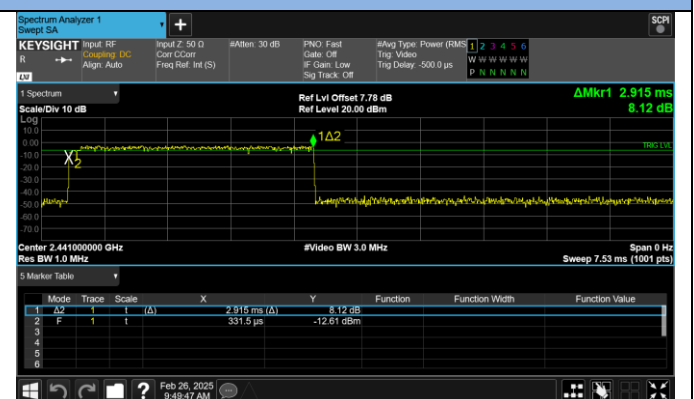 Spectrum Analyzer 1
Swept SA
+
SCPI
KEYSIGHT
R
LXI
Input: RF
Coupling: DC
Align: Auto
Input Z: 50 Ω
Corr CCorr
Freq Ref: Int (S)
#Atten: 30 dB
PNO: Fast
Gate: Off
IF Gain: Low
Sig Track: Off
#Avg Type: Power (RMS
Trig: Video
Trig Delay: -500.0 µs
1 2 3 4 5 6
W W W W W W
P N N N N N
1 Spectrum
Scale/Div 10 dB
Ref Lvl Offset 7.78 dB
Ref Level 20.00 dBm
ΔMkr1 2.915 ms
8.12 dB
Log
10.0
0.00
-10.0
-20.0
-30.0
-40.0
-50.0
-60.0
-70.0
1Δ2
TRIG LVL
X2
Center 2.441000000 GHz
Res BW 1.0 MHz
#Video BW 3.0 MHz
Span 0 Hz
Sweep 7.53 ms (1001 pts)
5 Marker Table
Mode Trace Scale X Y Function Function Width Function Value
1 Δ2 1 t (Δ) 2.915 ms (Δ) 8.12 dB
2 F 1 t 331.5 µs -12.61 dBm
3
4
5
6
?
Feb 26, 2025
9:49:47 AM